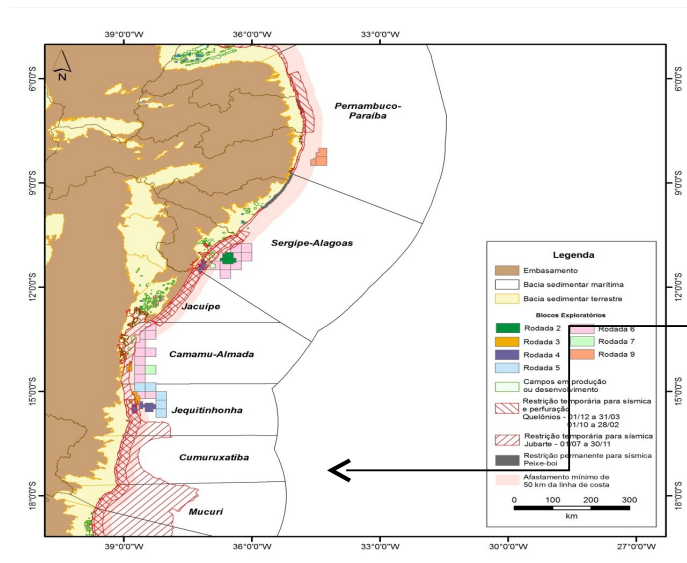 39°0'0"W
36°0'0"W
33°0'0"W
6°0'0"S
6°0'0"S
N
Pernambuco-
Paraíba
9°0'0"S
9°0'0"S
Sergipe-Alagoas
12°0'0"S
12°0'0"S
Jacuípe
Camamu-Almada
15°0'0"S
15°0'0"S
Jequitinhonha
Cumuruxatiba
18°0'0"S
18°0'0"S
Mucuri
Legenda
Embasamento
Bacia sedimentar marítima
Bacia sedimentar terrestre
Blocos Exploratórios
Rodada 2
Rodada 6
Rodada 3
Rodada 7
Rodada 4
Rodada 9
Rodada 5
Campos em produção
ou desenvolvimento
Restrição temporária para sísmica
e perfuração
Quelônios - 01/12 a 31/03
01/10 a 28/02
Restrição temporária para sísmica
Jubarte - 01/07 a 30/11
Restrição permanente para sísmica
Peixe-boi
Afastamento mínimo de
50 km da linha de costa
0 100 200 300
km
39°0'0"W
36°0'0"W
33°0'0"W
30°0'0"W
27°0'0"W